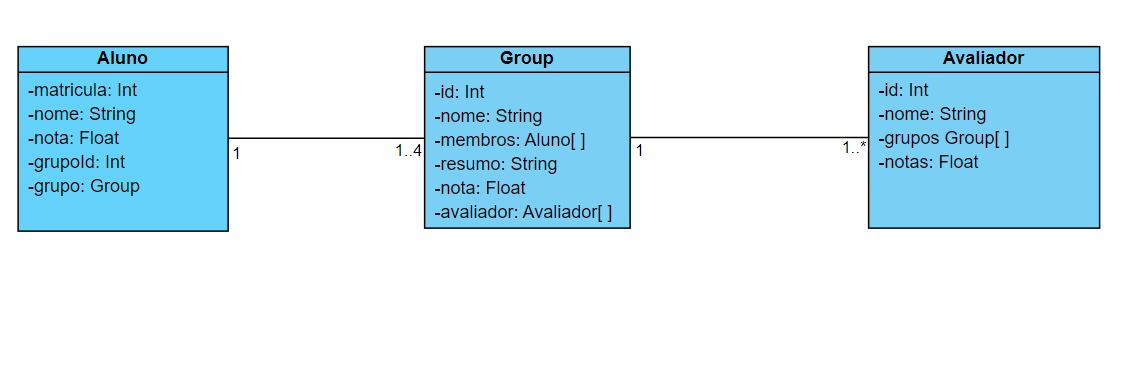 Aluno
-matricula: Int
-nome: String
-nota: Float
-grupoId: Int
-grupo: Group
1
1..4
Group
-id: Int
-nome: String
-membros: Aluno[ ]
-resumo: String
-nota: Float
-avaliador: Avaliador[ ]
1
1..*
Avaliador
-id: Int
-nome: String
-grupos Group[ ]
-notas: Float